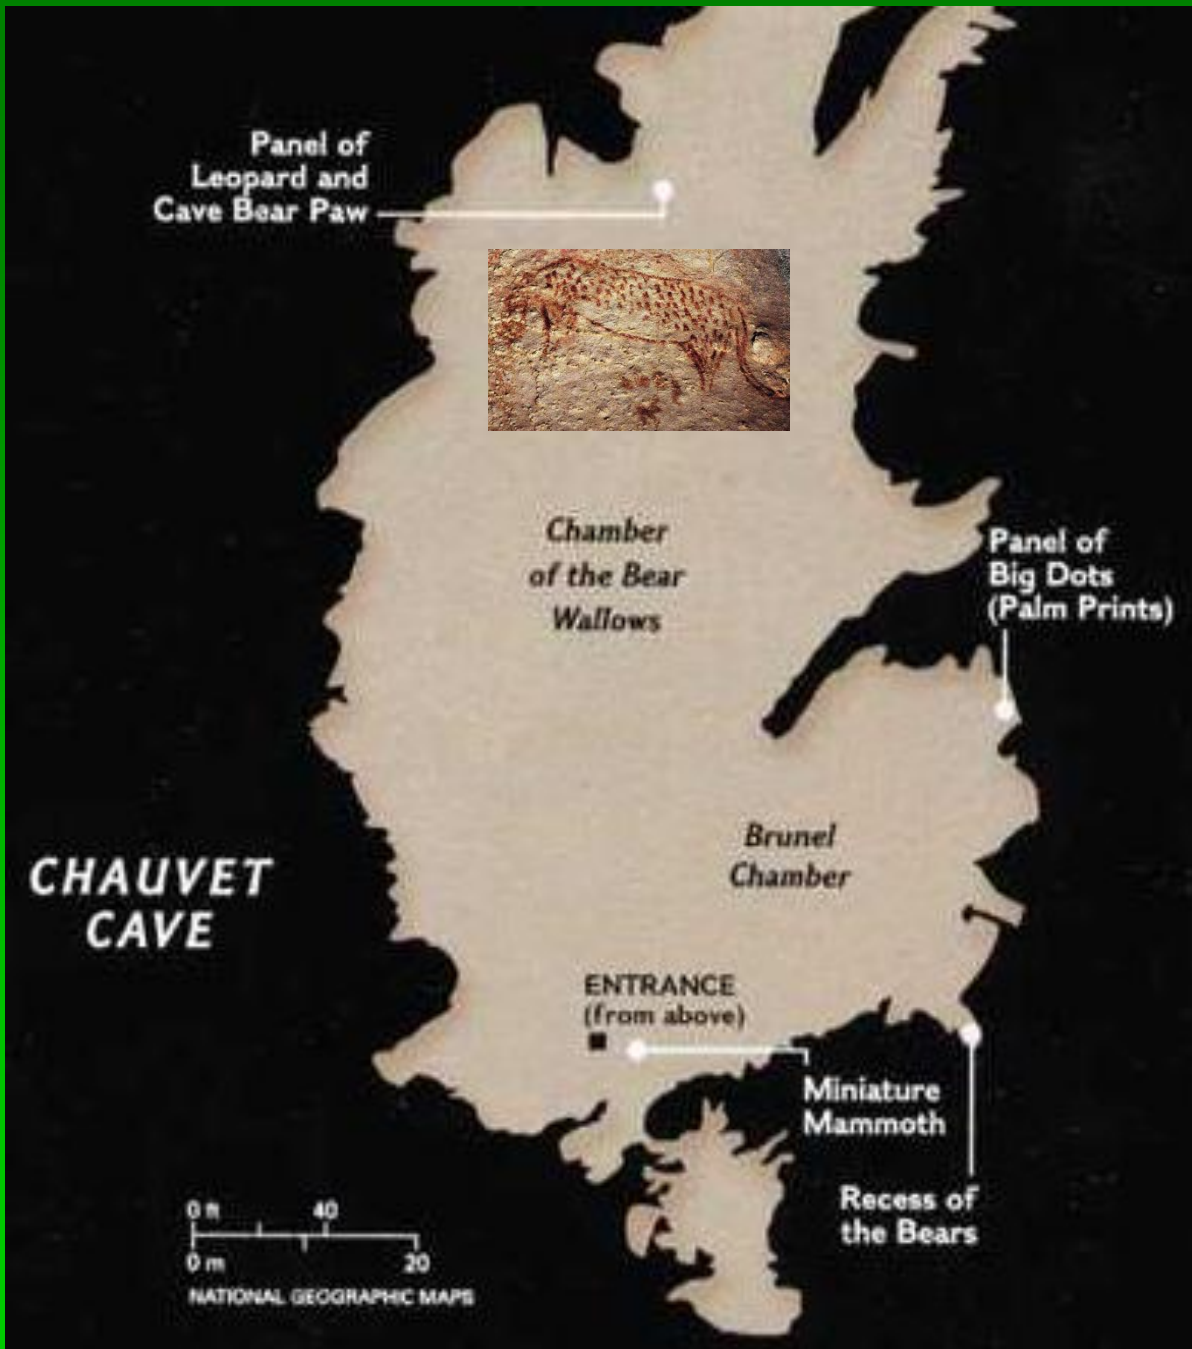 Panel of
Leopard and
Cave Bear Paw
Chamber
of the Bear
Wallows
Panel of
Big Dots
(Palm Prints)
Brunel
Chamber
CHAUVET
CAVE
ENTRANCE
(from above)
Miniature
Mammoth
Recess of
the Bears
0 ft 40
0 m 20
NATIONAL GEOGRAPHIC MAPS